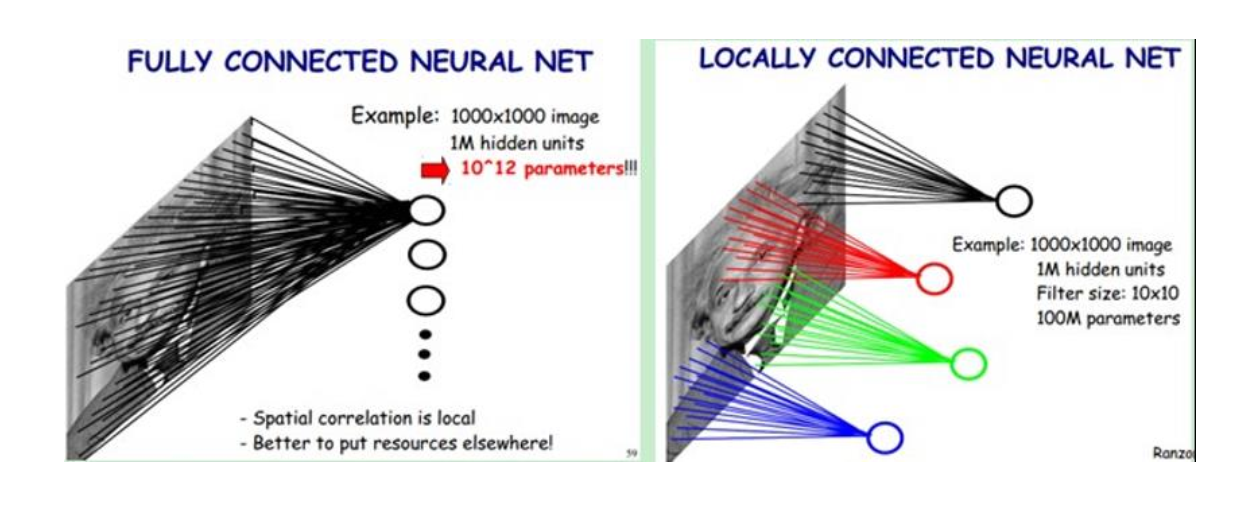 FULLY CONNECTED NEURAL NET
Example: 1000x1000 image
1M hidden units
10^12 parameters!!!
- Spatial correlation is local
- Better to put resources elsewhere!
59
LOCALLY CONNECTED NEURAL NET
Example: 1000x1000 image
1M hidden units
Filter size: 10x10
100M parameters